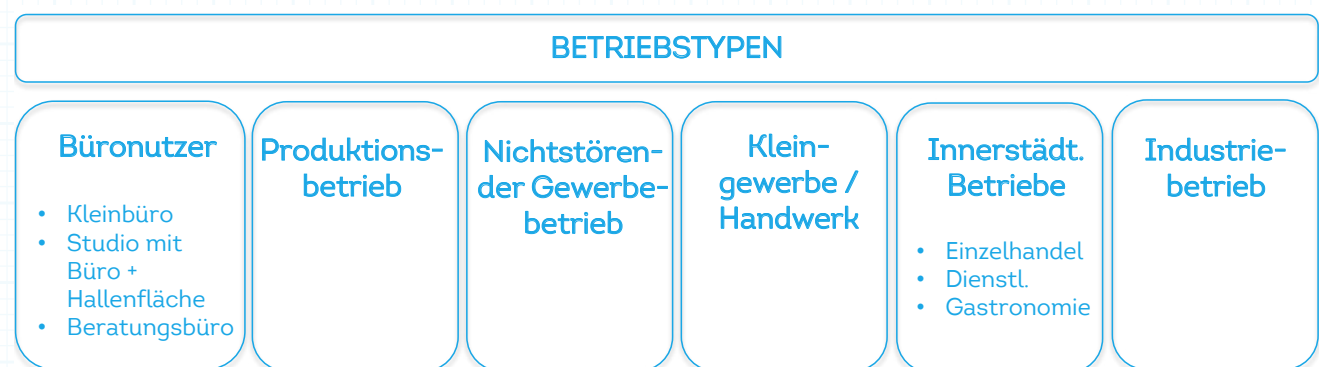 BETRIEBSTYPEN
Büronutzer
• Kleinbüro
• Studio mit
Büro +
Hallenfläche
• Beratungsbüro
Produktions-
betrieb
Nichtstören-
der Gewerbe-
betrieb
Klein-
gewerbe /
Handwerk
Innerstädt.
Betriebe
• Einzelhandel
• Dienstl.
• Gastronomie
Industrie-
betrieb